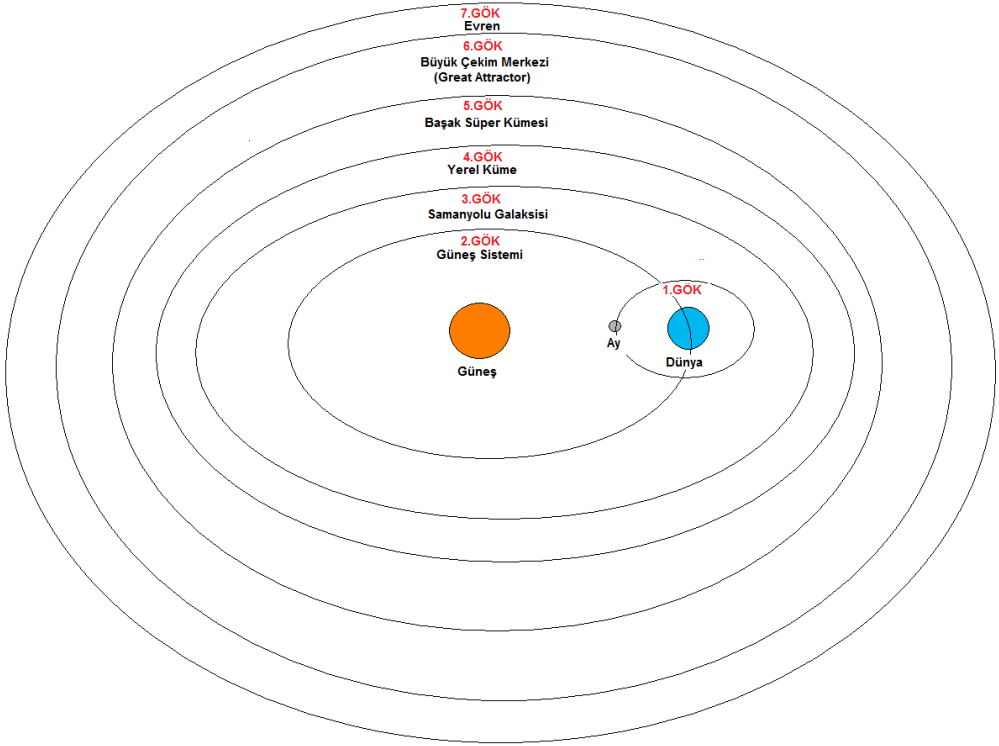 7.GÖK
Evren
6.GÖK
Büyük Çekim Merkezi
(Great Attractor)
5.GÖK
Başak Süper Kümesi
4.GÖK
Yerel Küme
3.GÖK
Samanyolu Galaksisi
2.GÖK
Güneş Sistemi
1.GÖK
Ay
Dünya
Güneş